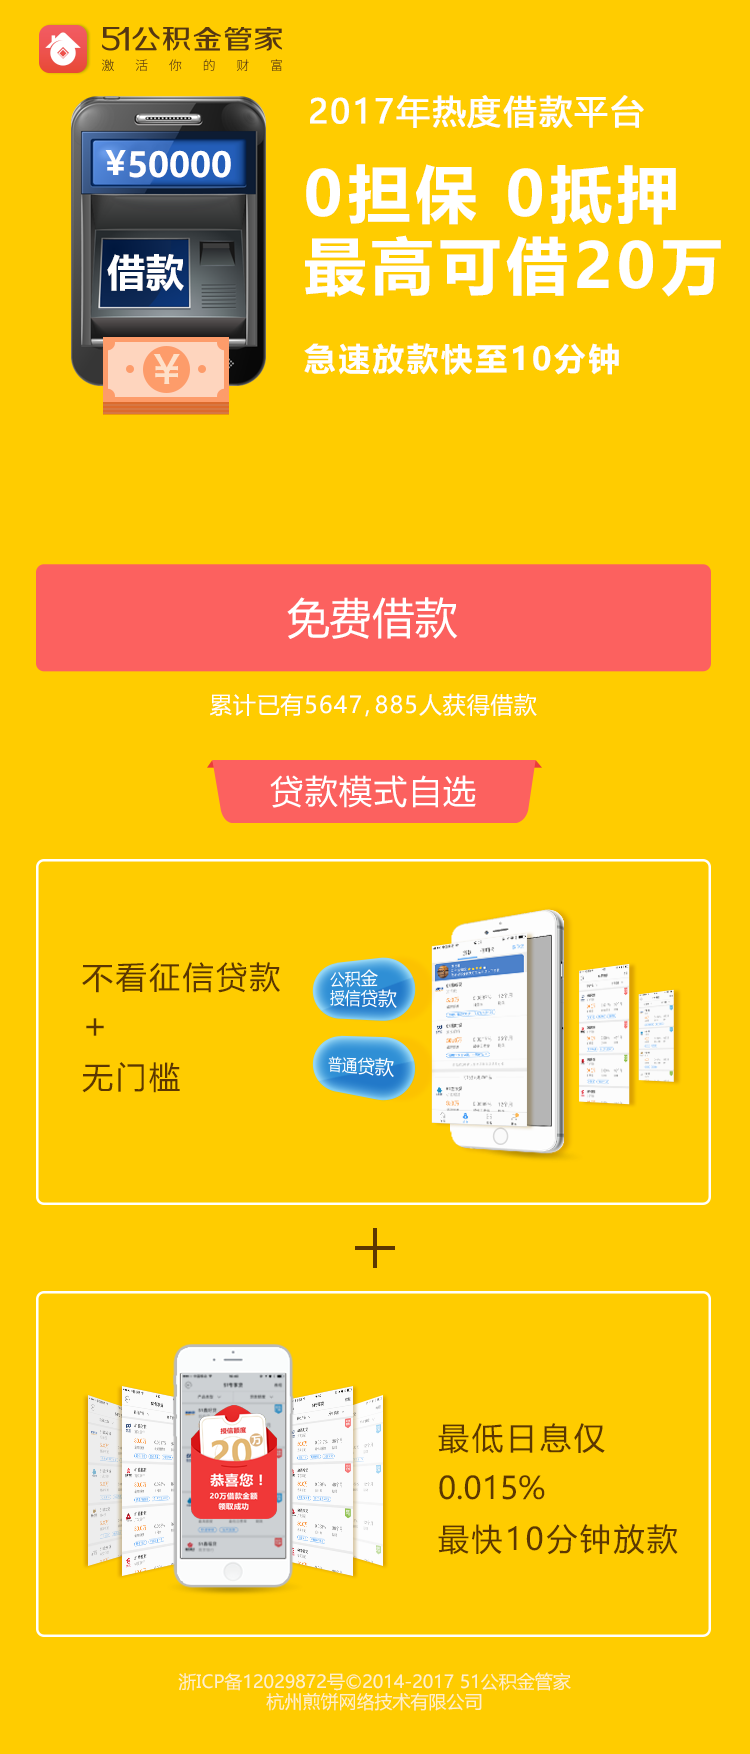 51公积金管家
激活你的财富
2017年热度借款平台
¥50000
0担保 0抵押
最高可借20万
借款
¥
急速放款快至10分钟
免费借款
累计已有5647,885人获得借款
贷款模式自选
不看征信贷款
+
无门槛
公积金
授信贷款
普通贷款
授信额度
20万
恭喜您！
20万借款金额
领取成功
最低日息仅
0.015%
最快10分钟放款
浙ICP备12029872号©2014-2017 51公积金管家
杭州煎饼网络技术有限公司